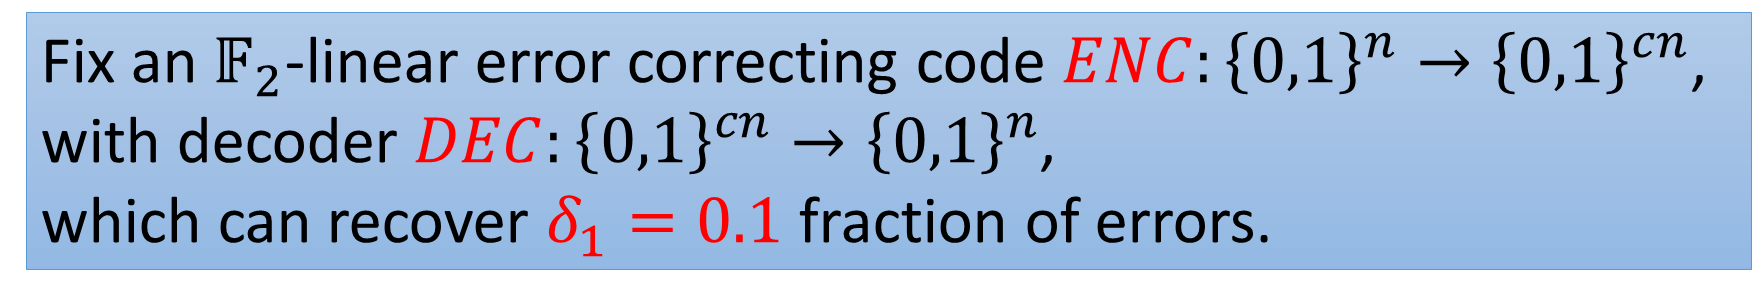 Fix an 𝔽₂-linear error correcting code ENC: {0,1}ⁿ → {0,1}ᶜⁿ,
with decoder DEC: {0,1}ᶜⁿ → {0,1}ⁿ,
which can recover δ₁ = 0.1 fraction of errors.